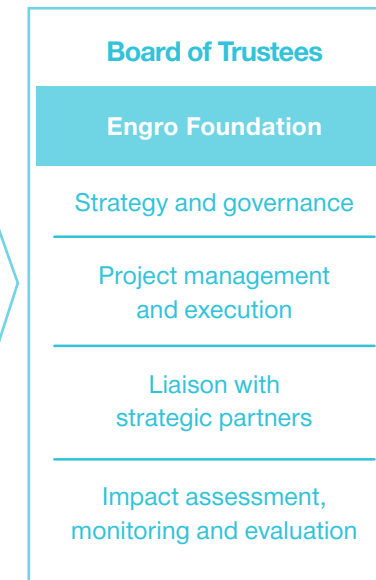 Board of Trustees
Engro Foundation
Strategy and governance
Project management
and execution
Liaison with
strategic partners
Impact assessment,
monitoring and evaluation